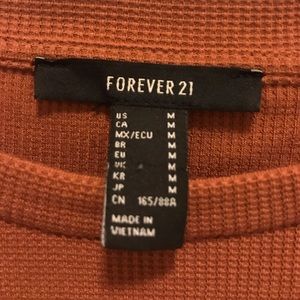 FOREVER 21
US M
CA M
MX/ECU M
BR M
EU M
UK M
KR M
JP M
CN 165/88A
MADE IN
VIETNAM